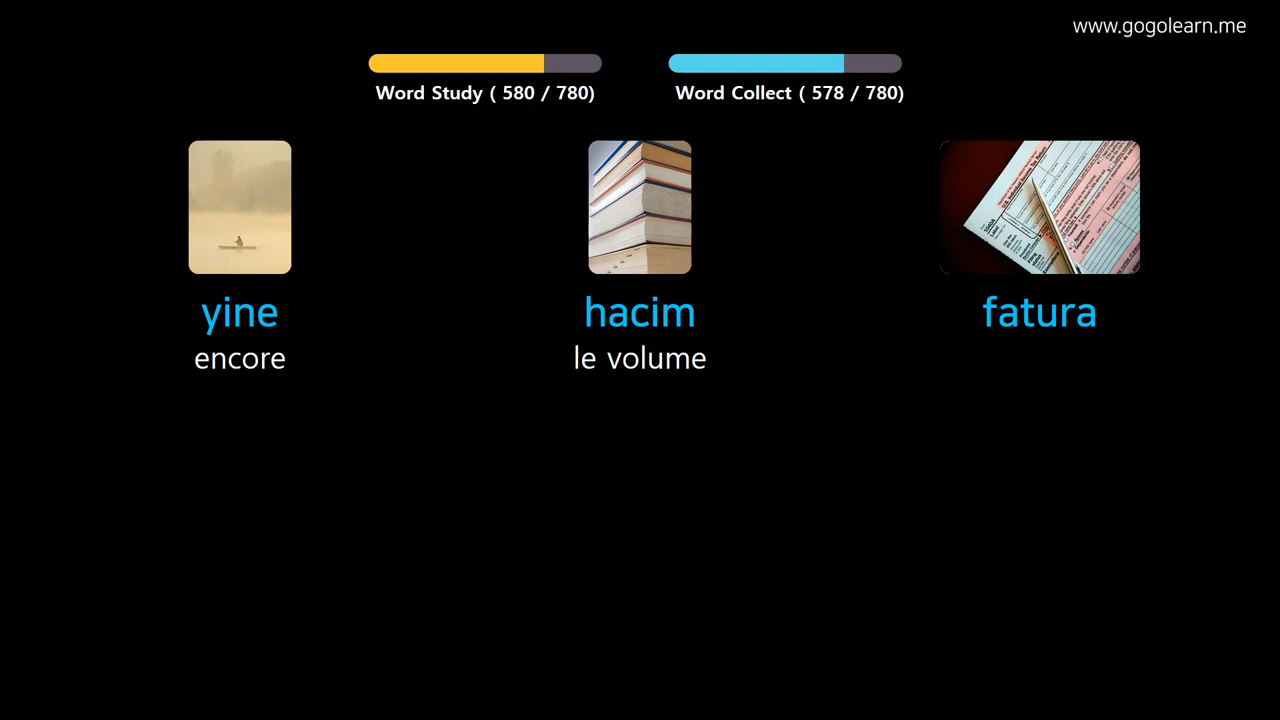 www.gogolearn.me
Word Study ( 580 / 780)
Word Collect ( 578 / 780)
yine
encore
hacim
le volume
fatura